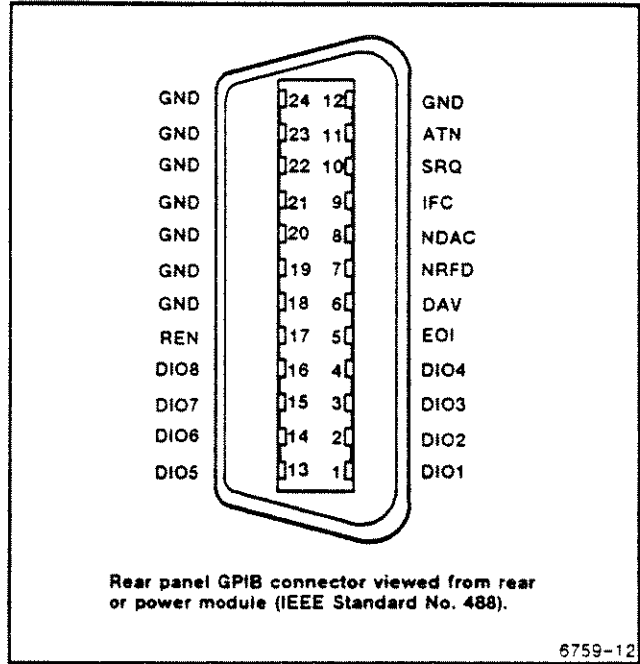 GND 24 12 GND
GND 23 11 ATN
GND 22 10 SRQ
GND 21 9 IFC
GND 20 8 NDAC
GND 19 7 NRFD
GND 18 6 DAV
REN 17 5 EOI
DIO8 16 4 DIO4
DIO7 15 3 DIO3
DIO6 14 2 DIO2
DIO5 13 1 DIO1
Rear panel GPIB connector viewed from rear
or power module (IEEE Standard No. 488).
6759-12